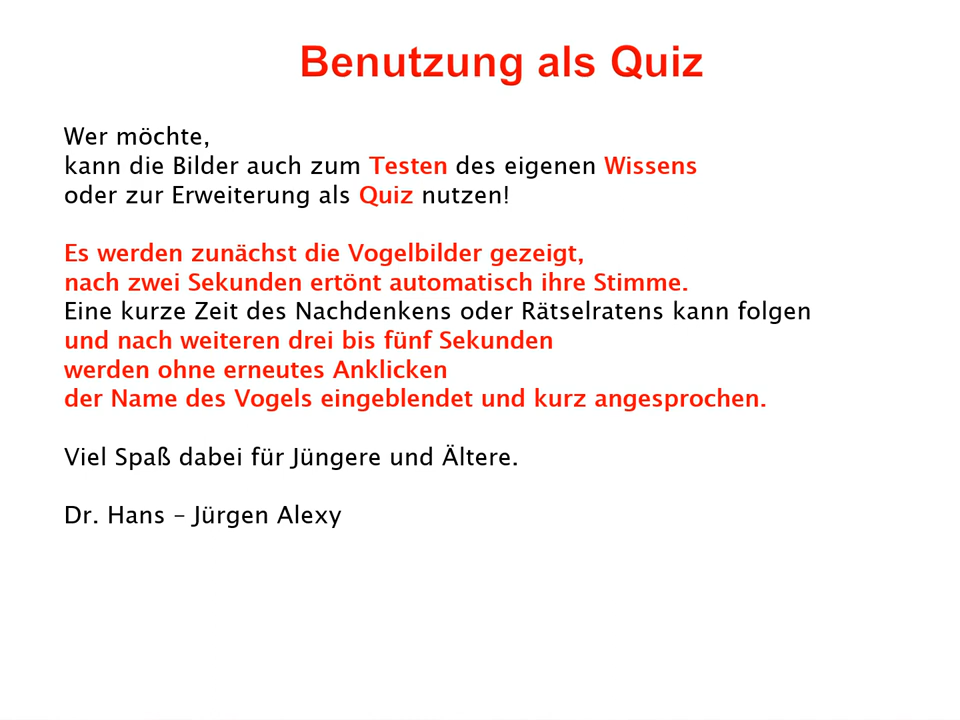 Benutzung als Quiz
Wer möchte,
kann die Bilder auch zum Testen des eigenen Wissens
oder zur Erweiterung als Quiz nutzen!
Es werden zunächst die Vogelbilder gezeigt,
nach zwei Sekunden ertönt automatisch ihre Stimme.
Eine kurze Zeit des Nachdenkens oder Rätselratens kann folgen
und nach weiteren drei bis fünf Sekunden
werden ohne erneutes Anklicken
der Name des Vogels eingeblendet und kurz angesprochen.
Viel Spaß dabei für Jüngere und Ältere.
Dr. Hans – Jürgen Alexy